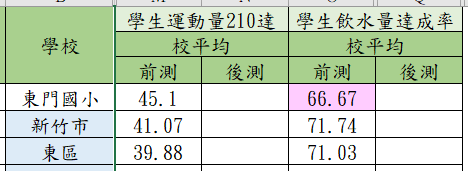 學生運動量210達 學生飲水量達成率
學校 校平均 校平均
前測 後測 前測 後測
東門國小 45.1 66.67
新竹市 41.07 71.74
東區 39.88 71.03